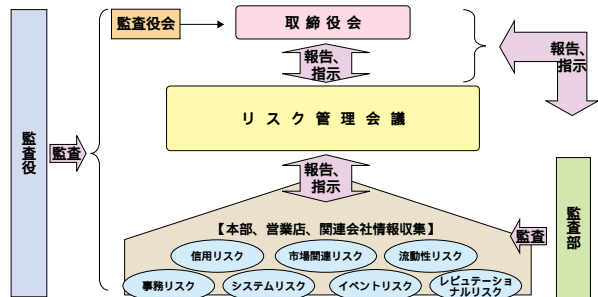 監査役会
取締役会
報告、
指示
報告、
指示
リスク管理会議
監査役
監査
報告、
指示
【本部、営業店、関連会社情報収集】
監査
監査部
信用リスク
市場関連リスク
流動性リスク
事務リスク
システムリスク
イベントリスク
レピュテーショ
ナルリスク